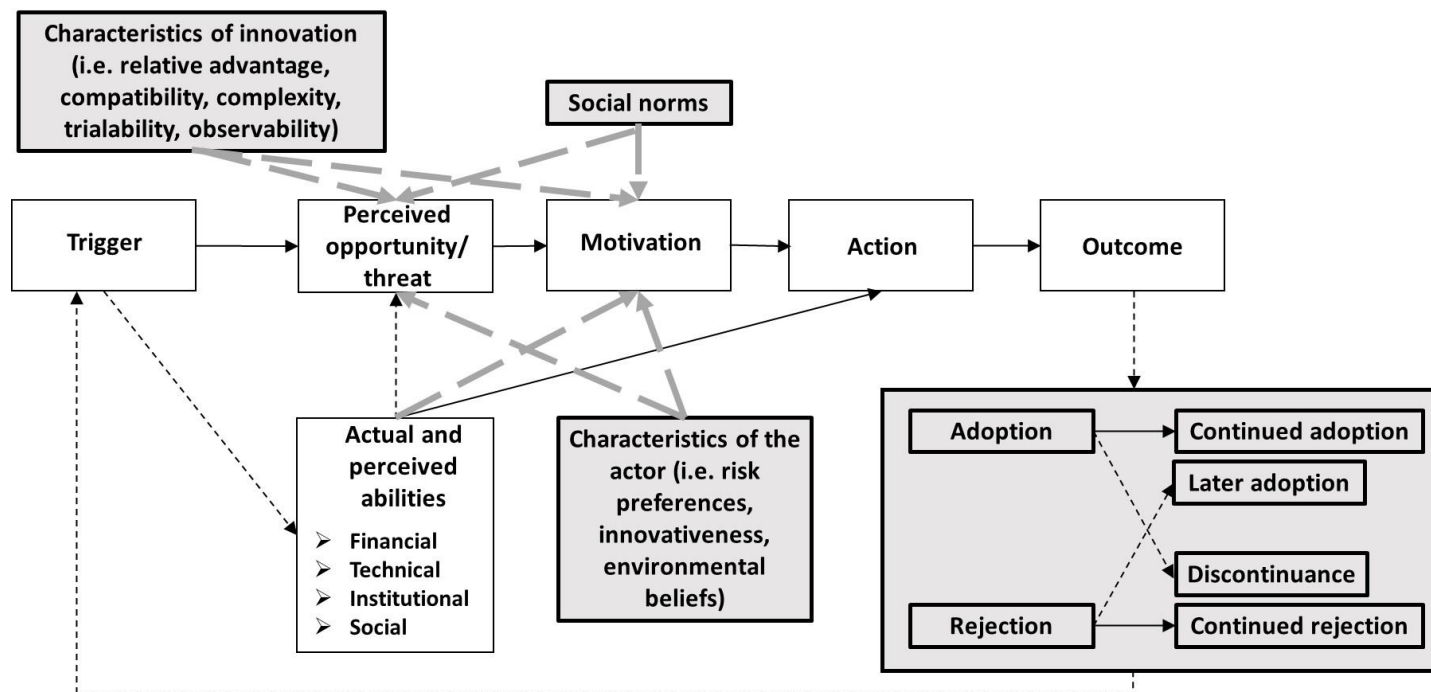 Characteristics of innovation
(i.e. relative advantage,
compatibility, complexity,
trialability, observability)
Social norms
Trigger
Perceived
opportunity/
threat
Motivation
Action
Outcome
Actual and
perceived
abilities
➢ Financial
➢ Technical
➢ Institutional
➢ Social
Characteristics of the
actor (i.e. risk
preferences,
innovativeness,
environmental
beliefs)
Adoption
Continued adoption
Later adoption
Discontinuance
Rejection
Continued rejection